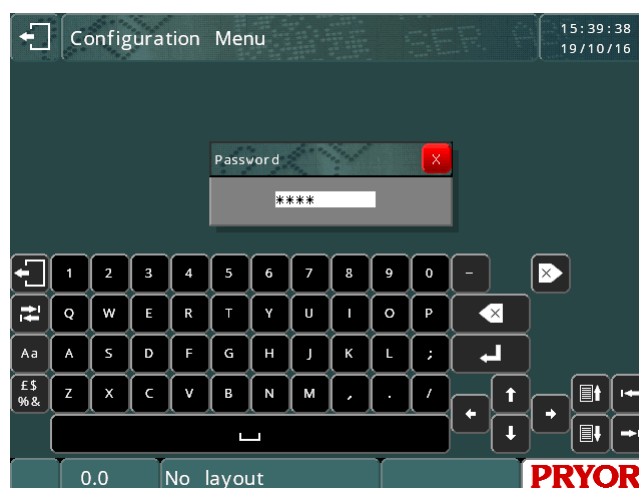 Configuration Menu
15:39:38
19/10/16
Password
X
****
1 2 3 4 5 6 7 8 9 0 -
Q W E R T Y U I O P
Aa A S D F G H J K L ;
£$
%& Z X C V B N M , . /
0.0 No layout PRYOR